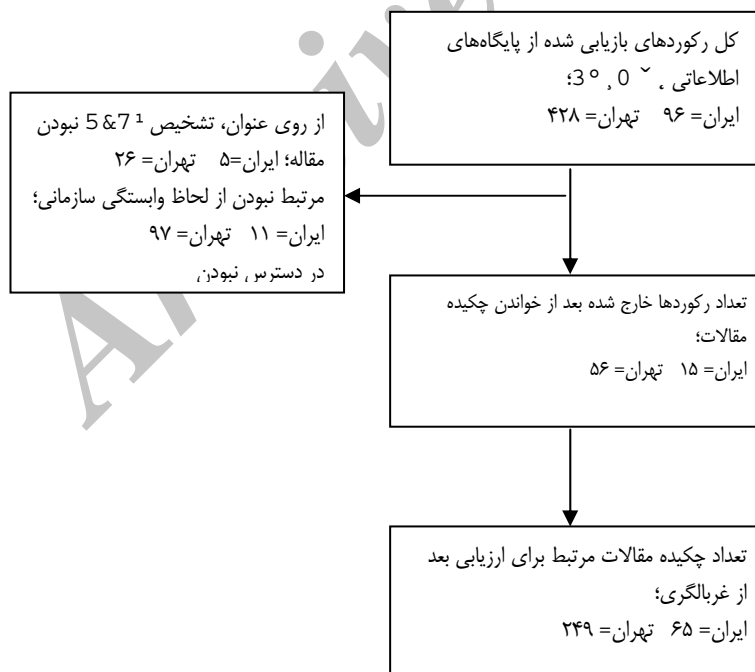 کل رکوردهای بازیابی شده از پایگاه‌های
اطلاعاتی
ایران= ۹۶ تهران= ۴۲۸
از روی عنوان، تشخیص 5&7¹ نبودن
مقاله؛ ایران=۵ تهران= ۲۶
مرتبط نبودن از لحاظ وابستگی سازمانی؛
ایران= ۱۱ تهران= ۹۷
در دسترس نبودن
تعداد رکوردها خارج شده بعد از خواندن چکیده
مقالات؛
ایران= ۱۵ تهران= ۵۶
تعداد چکیده مقالات مرتبط برای ارزیابی بعد
از غربالگری؛
ایران= ۶۵ تهران= ۲۴۹